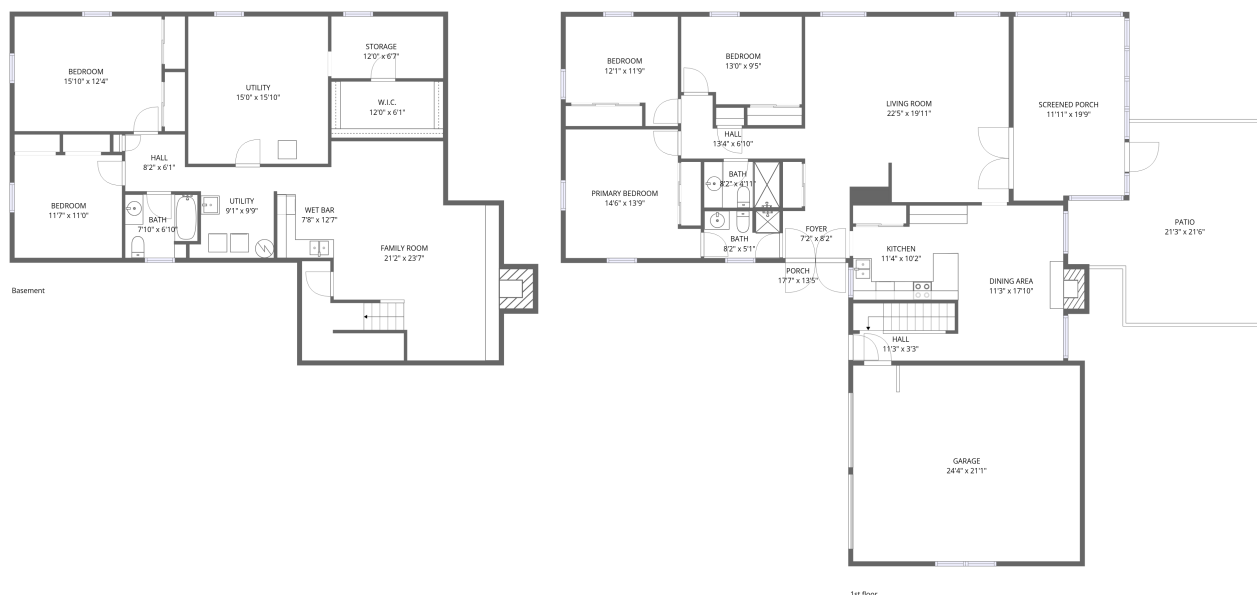 BEDROOM
15'10" x 12'4"
UTILITY
15'0" x 15'10"
STORAGE
12'0" x 6'7"
W.I.C.
12'0" x 6'1"
HALL
8'2" x 6'1"
BEDROOM
11'7" x 11'0"
BATH
7'10" x 6'10"
UTILITY
9'1" x 9'9"
WET BAR
7'8" x 12'7"
FAMILY ROOM
21'2" x 23'7"
Basement
BEDROOM
12'1" x 11'9"
BEDROOM
13'0" x 9'5"
LIVING ROOM
22'5" x 19'11"
SCREENED PORCH
11'11" x 19'9"
HALL
13'4" x 6'10"
BATH
8'2" x 4'11"
PRIMARY BEDROOM
14'6" x 13'9"
BATH
8'2" x 5'1"
FOYER
7'2" x 8'2"
PORCH
17'7" x 13'5"
KITCHEN
11'4" x 10'2"
DINING AREA
11'3" x 17'10"
PATIO
21'3" x 21'6"
HALL
11'3" x 3'3"
GARAGE
24'4" x 21'1"
1st floor